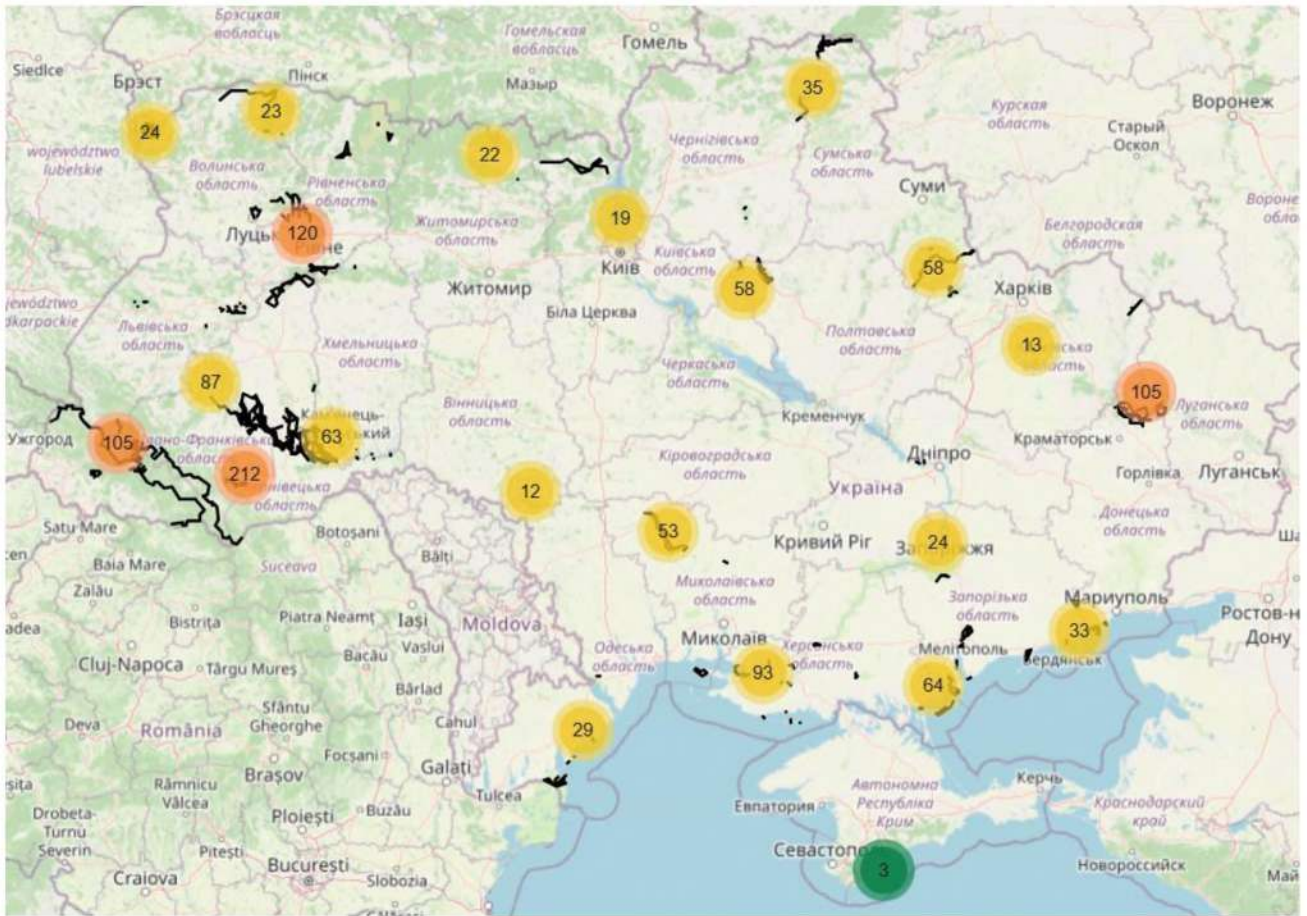 Брэсцкая
вобласць
Гомельская
вобласць
Гомель
Siedlce
Брэст
Пінск
Мазыр
35
Курская
область
Воронеж
24
23
Старый
Оскол
województwo
lubelskie
Волинська
область
22
Чернігівська
область
Сумська
область
Рівненська
область
Суми
120
Житомирська
область
19
Белгородская
область
Київ
Київська
область
58
58
Житомир
Харків
Біла Церква
Львівська
область
Хмельницька
область
Полтавська
область
13
87
Черкаська
область
105
Вінницька
область
Кременчук
Луганська
область
Ужгород
105
63
Краматорськ
212
Кіровоградська
область
Дніпро
Горлівка
Луганськ
область
12
Україна
Satu Mare
Botoșani
53
Кривий Ріг
24
Донецька
область
Baia Mare
Suceava
Bălți
Zalău
Миколаївська
область
Запорізька
область
Мариуполь
Bistrița
Piatra Neamț
Iași
Moldova
33
Cluj-Napoca
Târgu Mureș
Bacău
Vaslui
Одеська
область
Миколаїв
Мелітополь
Бердянськ
93
64
Bârlad
Deva
România
Sfântu
Gheorghe
Cahul
29
Focșani
Brașov
Galați
Râmnicu
Vâlcea
Tulcea
Автономна
Республіка
Крим
Керчь
Drobeta-
Turnu
Severin
Ploiești
Buzău
Евпатория
Краснодарский
край
Pitești
București
Slobozia
3
Новороссийск
Craiova